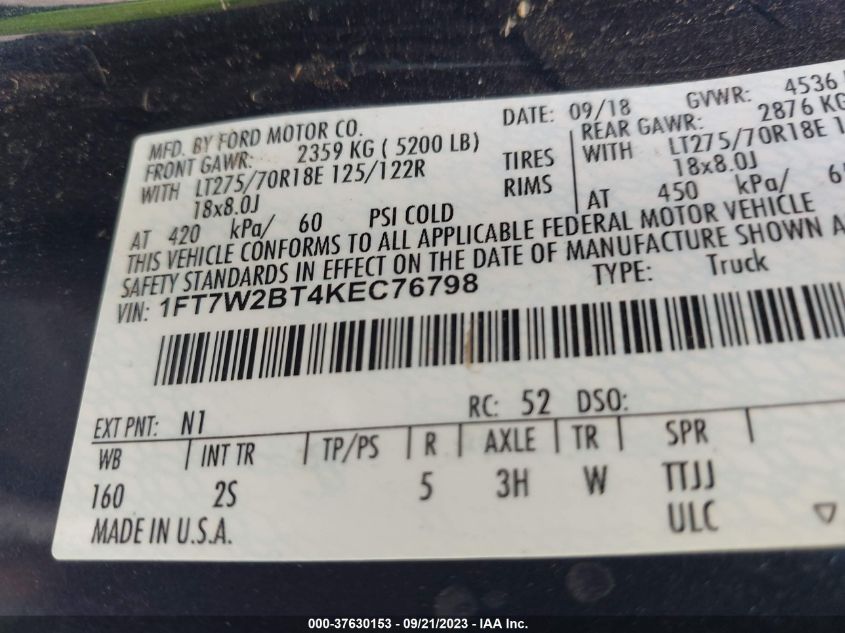 MFD. BY FORD MOTOR CO. DATE: 09/18 GVWR: 4536
FRONT GAWR: 2359 KG ( 5200 LB) REAR GAWR: 2876 KG
WITH LT275/70R18E 125/122R TIRES WITH LT275/70R18E
18x8.0J RIMS 18x8.0J
AT 420 kPa/ 60 PSI COLD AT 450 kPa/
THIS VEHICLE CONFORMS TO ALL APPLICABLE FEDERAL MOTOR VEHICLE
SAFETY STANDARDS IN EFFECT ON THE DATE OF MANUFACTURE SHOWN
VIN: 1FT7W2BT4KEC76798 TYPE: Truck
EXT PNT: N1 RC: 52 DSO:
WB | INT TR | TP/PS | R | AXLE | TR | SPR |
160 2S 5 3H W TTJJ
MADE IN U.S.A. ULC
000-37630153 - 09/21/2023 - IAA Inc.